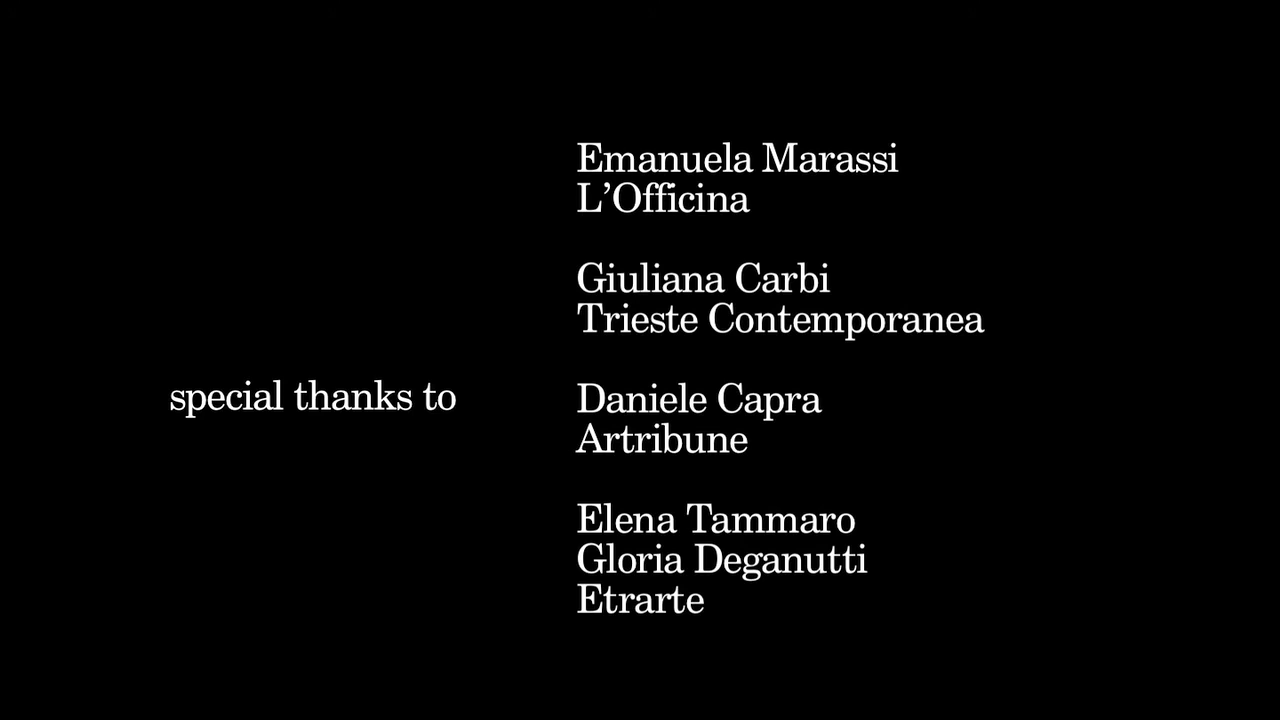 special thanks to
Emanuela Marassi
L’Officina
Giuliana Carbi
Trieste Contemporanea
Daniele Capra
Artribune
Elena Tammaro
Gloria Deganutti
Etrarte